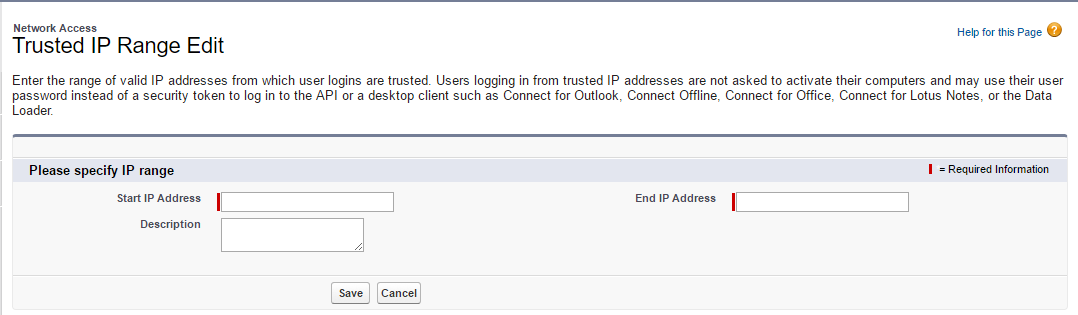 Network Access
Trusted IP Range Edit
Help for this Page ?
Enter the range of valid IP addresses from which user logins are trusted. Users logging in from trusted IP addresses are not asked to activate their computers and may use their user
password instead of a security token to log in to the API or a desktop client such as Connect for Outlook, Connect Offline, Connect for Office, Connect for Lotus Notes, or the Data
Loader.
Please specify IP range
= Required Information
Start IP Address
End IP Address
Description
Save
Cancel